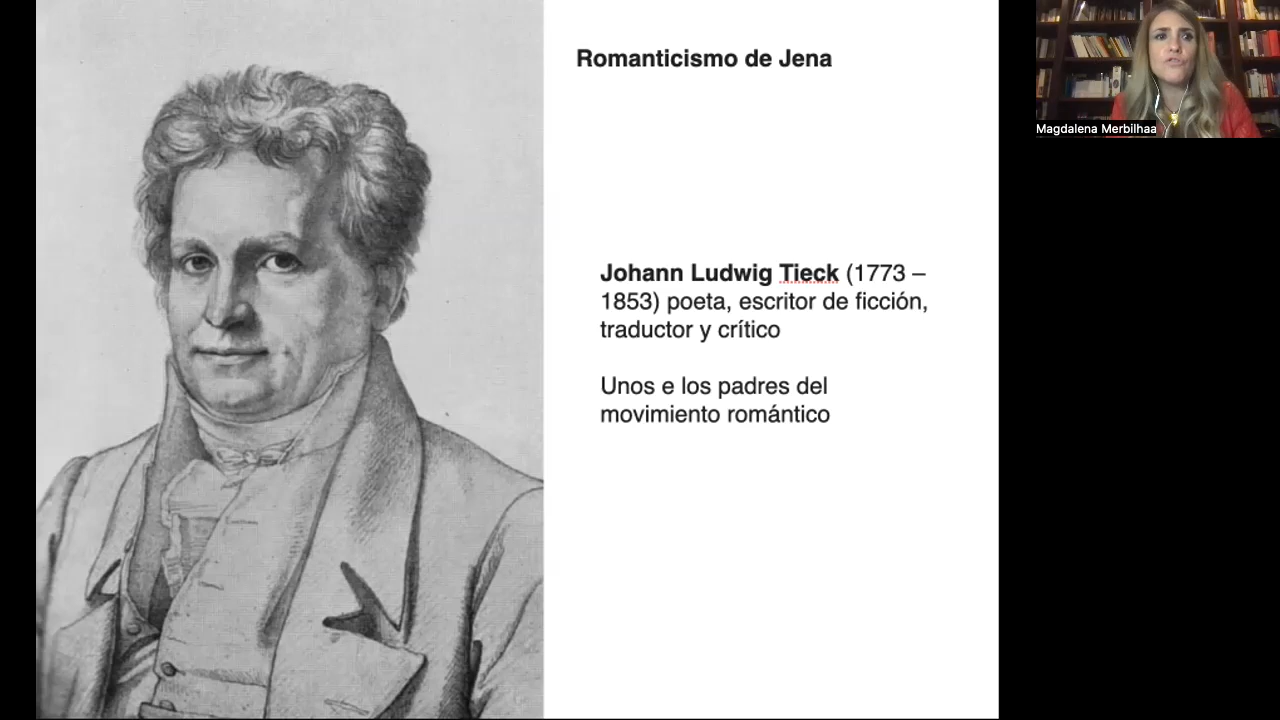 Romanticismo de Jena
Magdalena Merbilhaa
Johann Ludwig Tieck (1773 –
1853) poeta, escritor de ficción,
traductor y crítico
Unos e los padres del
movimiento romántico